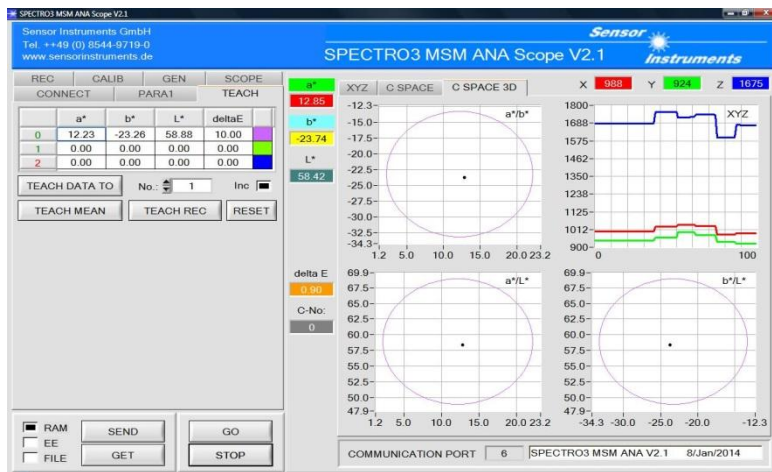 SPECTRO3 MSM ANA Scope V2.1
Sensor Instruments GmbH
Tel. ++49 (0) 8544-9719-0
www.sensorinstruments.de
SPECTRO3 MSM ANA Scope V2.1
Sensor Instruments
REC CALIB GEN SCOPE
CONNECT PARA1 TEACH
a* b* L* deltaE
0 12.23 -23.26 58.88 10.00
1 0.00 0.00 0.00 0.00
2 0.00 0.00 0.00 0.00
TEACH DATA TO No.: 1 Inc
TEACH MEAN TEACH REC RESET
RAM
EE
FILE
SEND
GET
GO
STOP
a*
12.85
b*
-23.74
L*
58.42
delta E
0.90
C-No:
0
XYZ C SPACE C SPACE 3D
X 988 Y 924 Z 1675
a*/b*
-12.3
-15.0
-17.5
-20.0
-22.5
-25.0
-27.5
-30.0
-32.5
-34.3
1.2 5.0 10.0 15.0 20.0 23.2
XYZ
1800
1688
1575
1462
1350
1238
1125
1012
900
0 100
a*/L*
69.9
67.5
65.0
62.5
60.0
57.5
55.0
52.5
50.0
47.9
1.2 5.0 10.0 15.0 20.0 23.2
b*/L*
69.9
67.5
65.0
62.5
60.0
57.5
55.0
52.5
50.0
47.9
-34.3 -30.0 -25.0 -20.0 -12.3
COMMUNICATION PORT 6 SPECTRO3 MSM ANA V2.1 8/Jan/2014